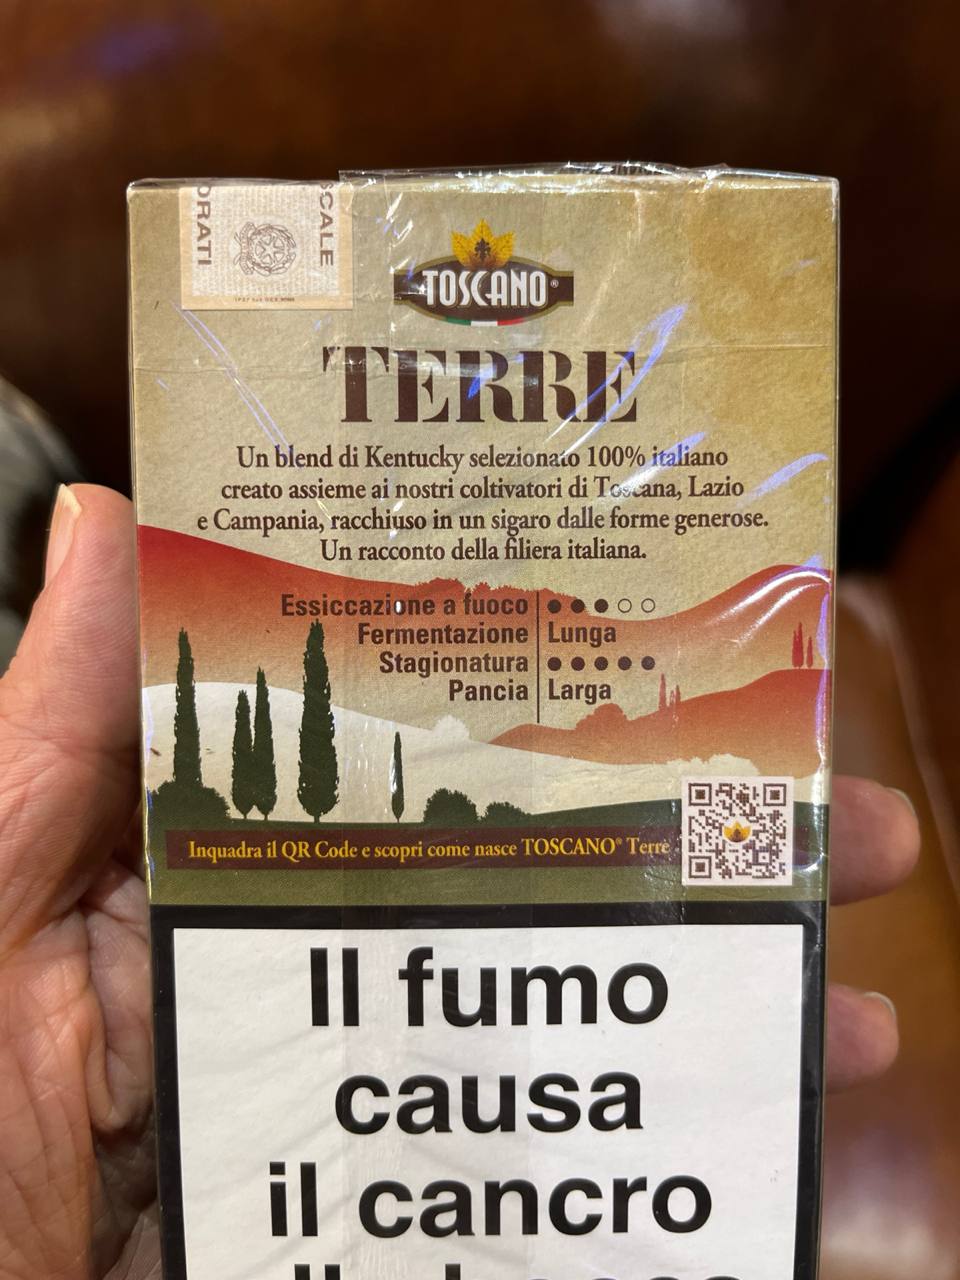 SCALE
ORATI
TOSCANO®
TERRE
Un blend di Kentucky selezionato 100% italiano
creato assieme ai nostri coltivatori di Toscana, Lazio
e Campania, racchiuso in un sigaro dalle forme generose.
Un racconto della filiera italiana.
Essiccazione a fuoco
Fermentazione Lunga
Stagionatura
Pancia Larga
Inquadra il QR Code e scopri come nasce TOSCANO® Terre
Il fumo
causa
il cancro